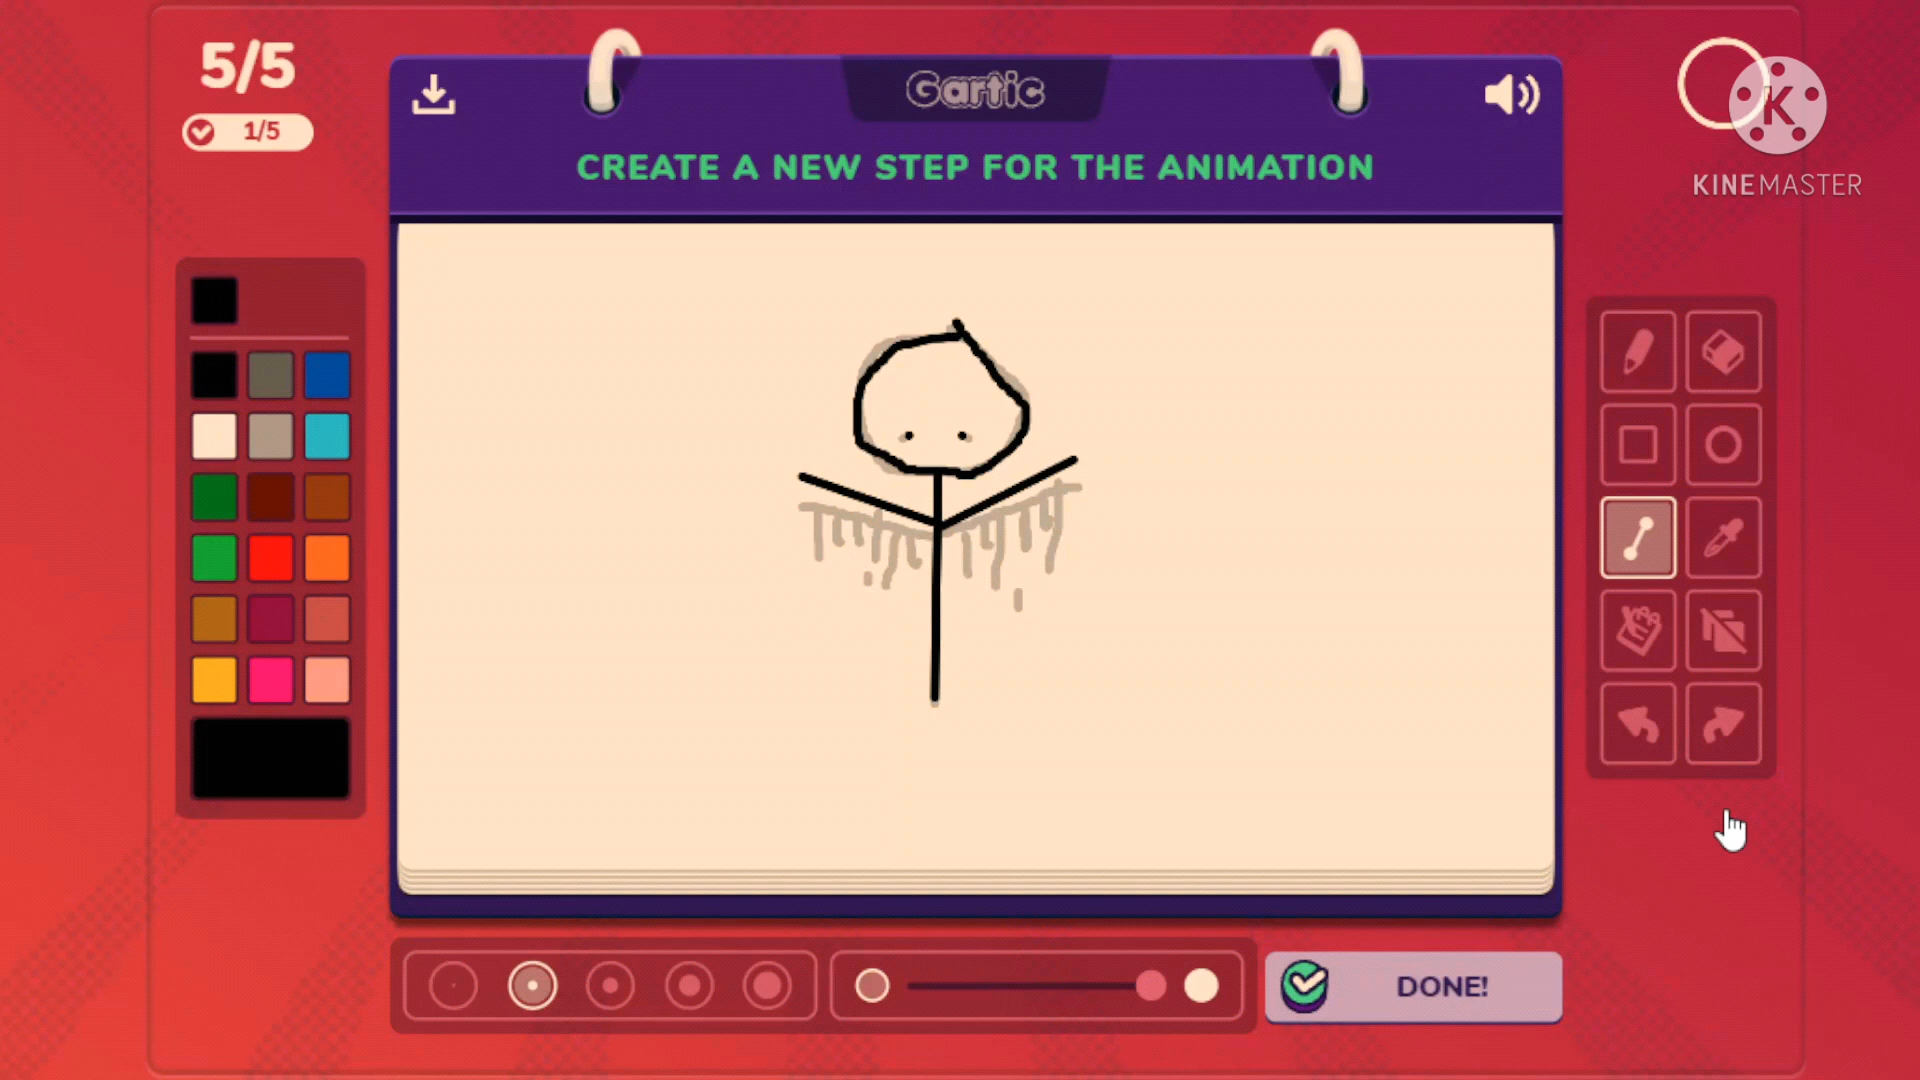 5/5
1/5
Gartic
CREATE A NEW STEP FOR THE ANIMATION
K
KINEMASTER
DONE!